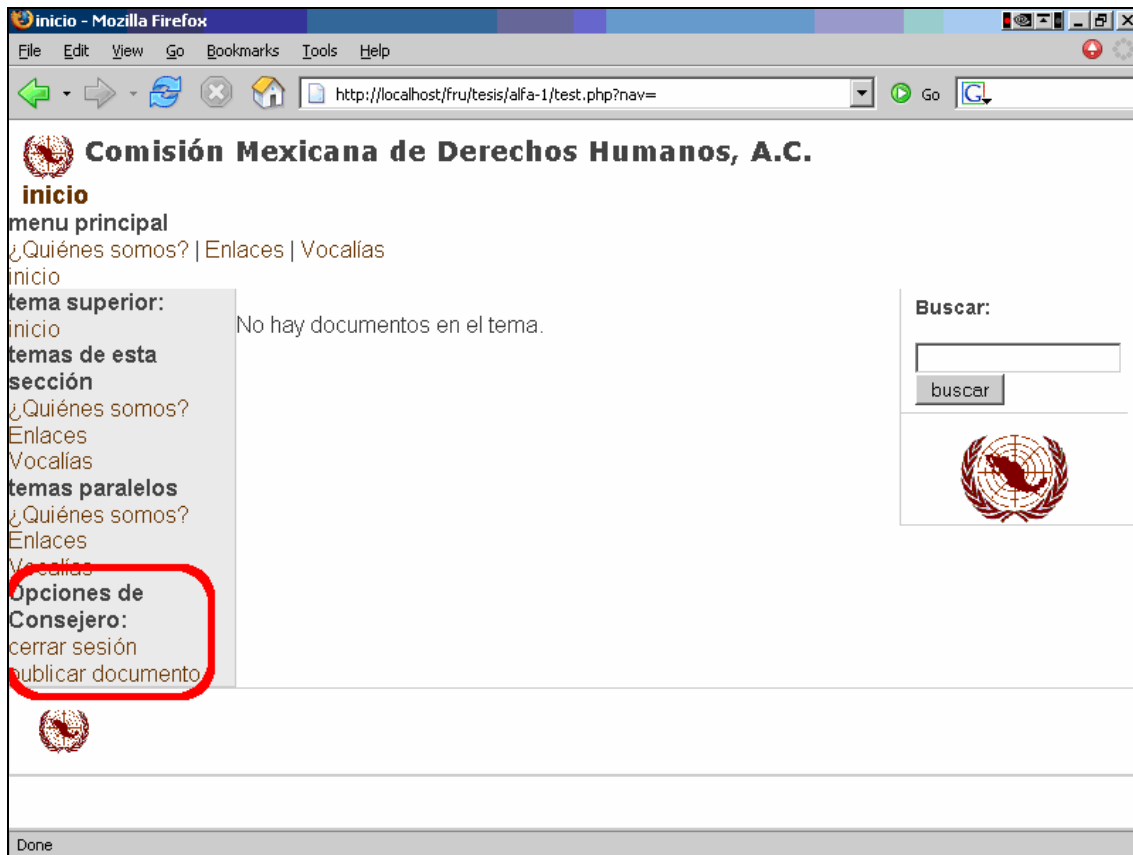 inicio - Mozilla Firefox
File Edit View Go Bookmarks Tools Help
http://localhost/fru/tesis/alfa-1/test.php?nav= Go G
Comisión Mexicana de Derechos Humanos, A.C.
inicio
menu principal
¿Quiénes somos? | Enlaces | Vocalías
inicio
tema superior:
inicio
temas de esta
sección
¿Quiénes somos?
Enlaces
Vocalías
temas paralelos
¿Quiénes somos?
Enlaces
Vocalías
Opciones de
Consejero:
cerrar sesión
publicar documento
No hay documentos en el tema.
Buscar:
buscar
Done